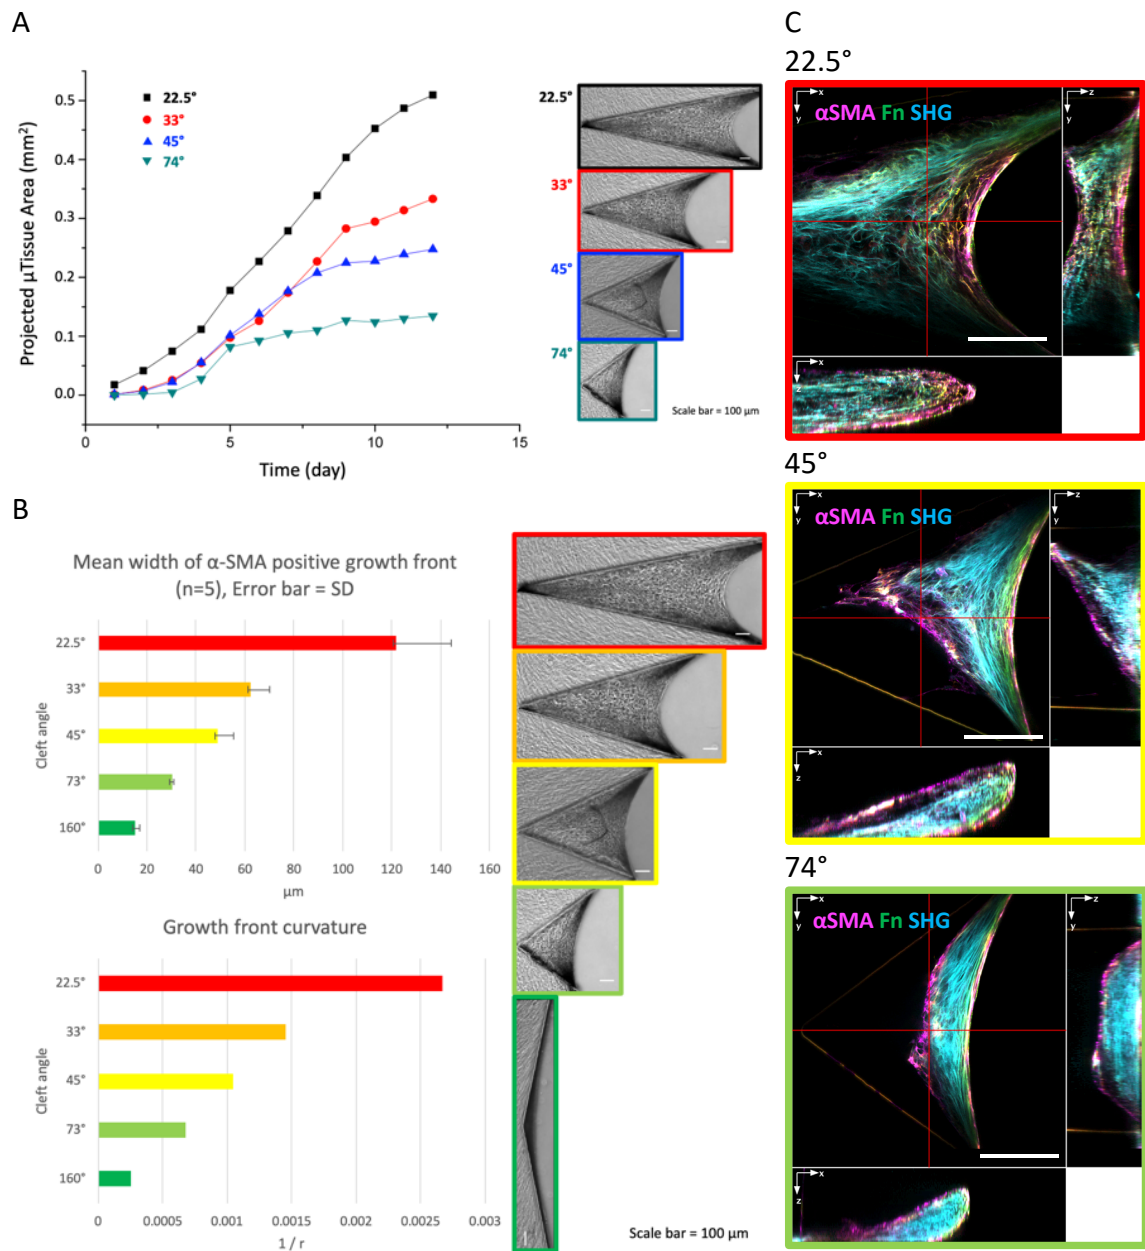 A
0.5
0.4
0.3
0.2
0.1
0.0
Projected µTissue Area (mm²)
22.5°
33°
45°
74°
0
5
10
15
Time (day)
22.5°
33°
45°
74°
Scale bar = 100 µm
B
Mean width of α-SMA positive growth front
(n=5), Error bar = SD
Cleft angle
22.5°
33°
45°
73°
160°
0 20 40 60 80 100 120 140 160
µm
Growth front curvature
Cleft angle
22.5°
33°
45°
73°
160°
0 0.0005 0.001 0.0015 0.002 0.0025 0.003
1 / r
Scale bar = 100 µm
C
22.5°
x
y
αSMA Fn SHG
z
y
x
z
45°
x
y
αSMA Fn SHG
z
y
x
z
74°
x
y
αSMA Fn SHG
z
y
x
z